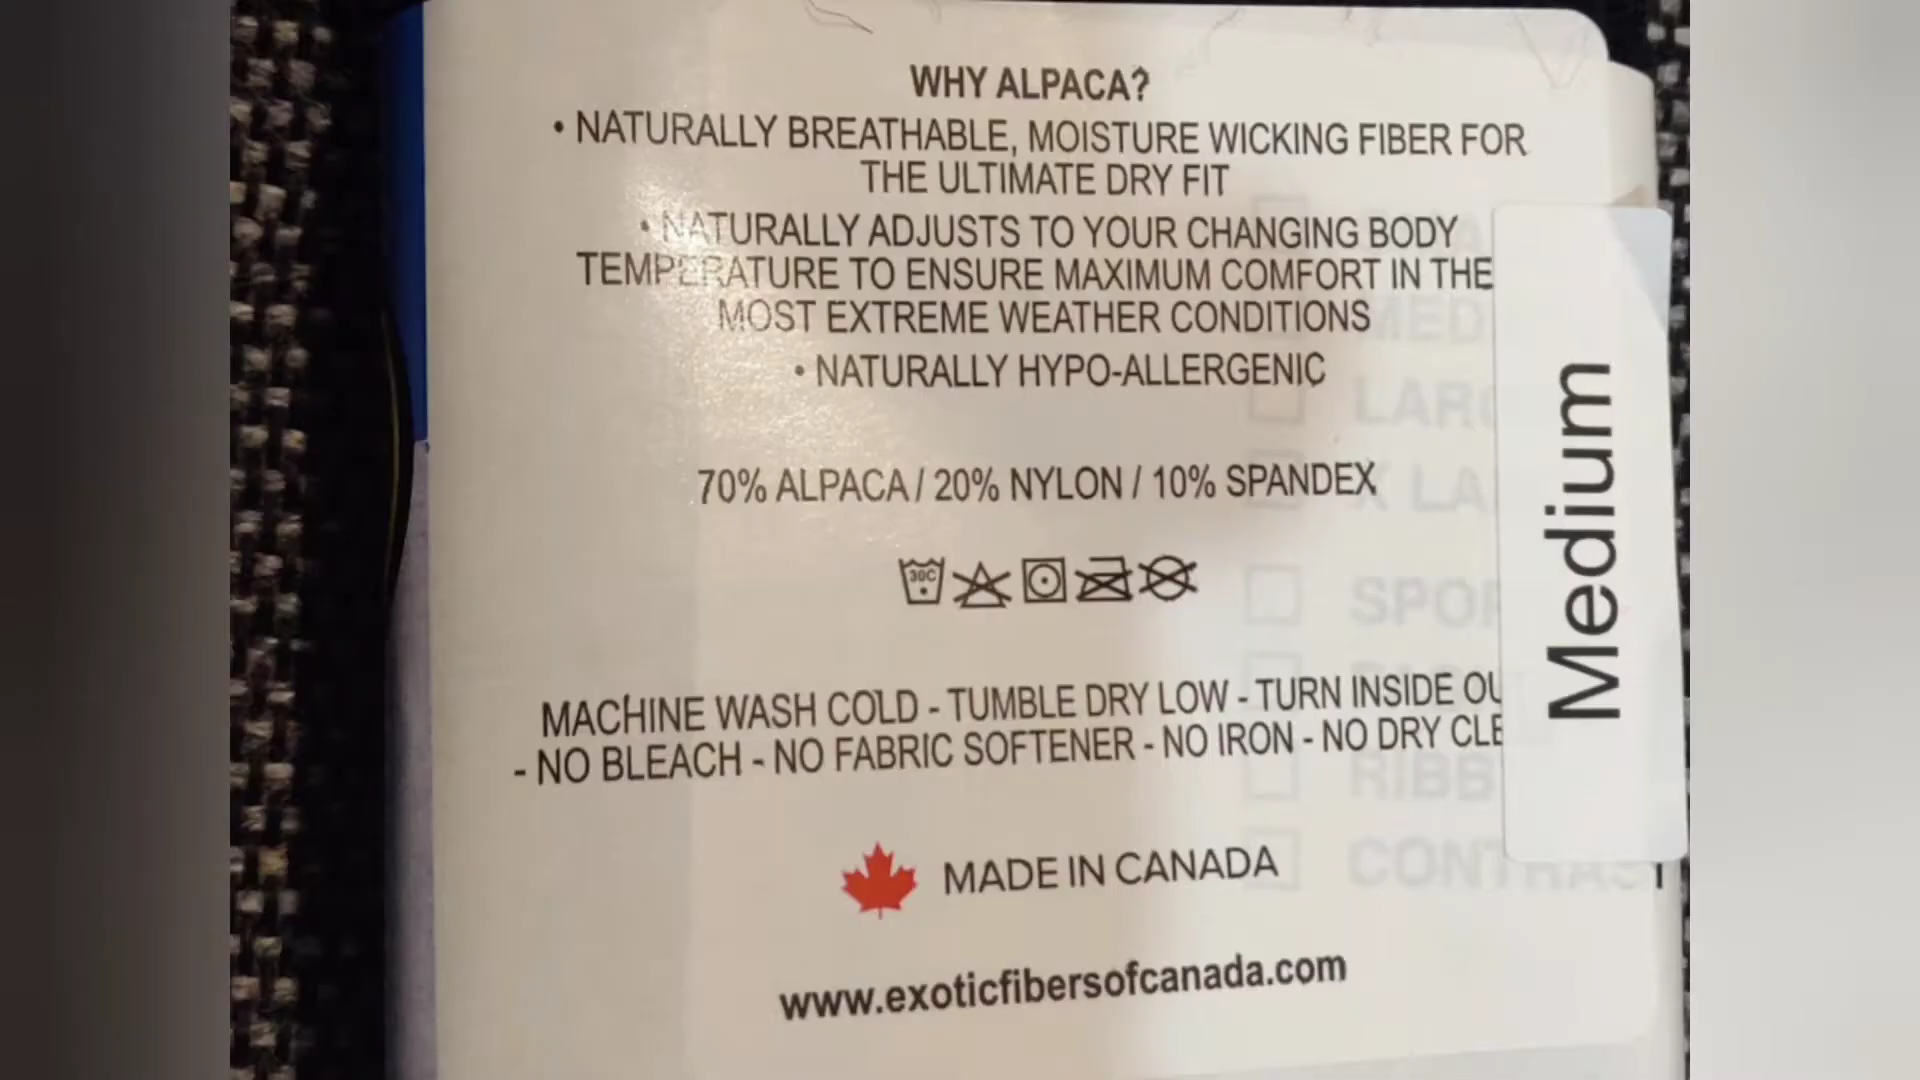 WHY ALPACA?
• NATURALLY BREATHABLE, MOISTURE WICKING FIBER FOR
THE ULTIMATE DRY FIT
• NATURALLY ADJUSTS TO YOUR CHANGING BODY
TEMPERATURE TO ENSURE MAXIMUM COMFORT IN THE
MOST EXTREME WEATHER CONDITIONS
• NATURALLY HYPO-ALLERGENIC
70% ALPACA / 20% NYLON / 10% SPANDEX
30C
MACHINE WASH COLD - TUMBLE DRY LOW - TURN INSIDE OU
- NO BLEACH - NO FABRIC SOFTENER - NO IRON - NO DRY CLE
MADE IN CANADA
www.exoticfibersofcanada.com
Medium